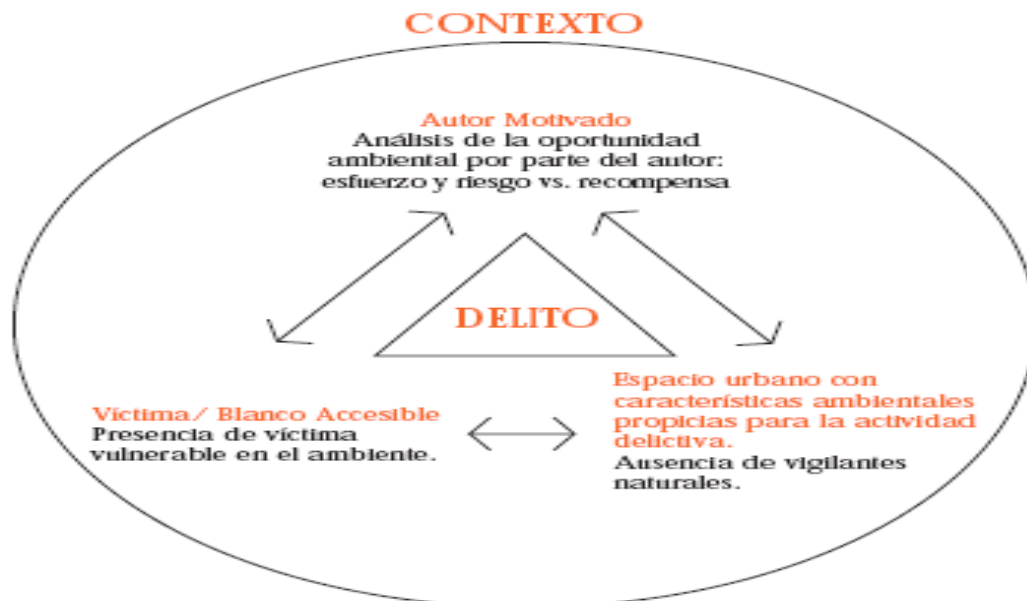 CONTEXTO
Autor Motivado
Análisis de la oportunidad
ambiental por parte del autor:
esfuerzo y riesgo vs. recompensa
DELITO
Víctima/ Blanco Accesible
Presencia de víctima
vulnerable en el ambiente.
Espacio urbano con
características ambientales
propicias para la actividad
delictiva.
Ausencia de vigilantes
naturales.